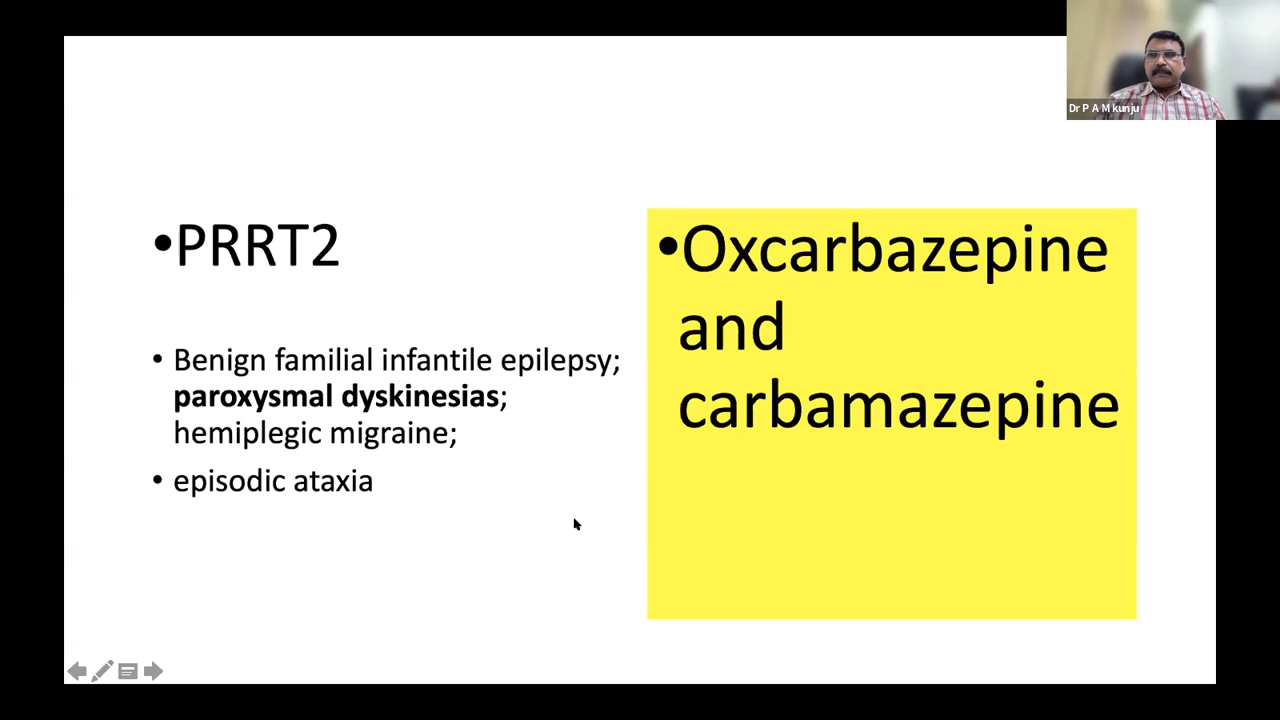 Dr P A M kunju
•PRRT2
• Benign familial infantile epilepsy;
paroxysmal dyskinesias;
hemiplegic migraine;
• episodic ataxia
•Oxcarbazepine
and
carbamazepine